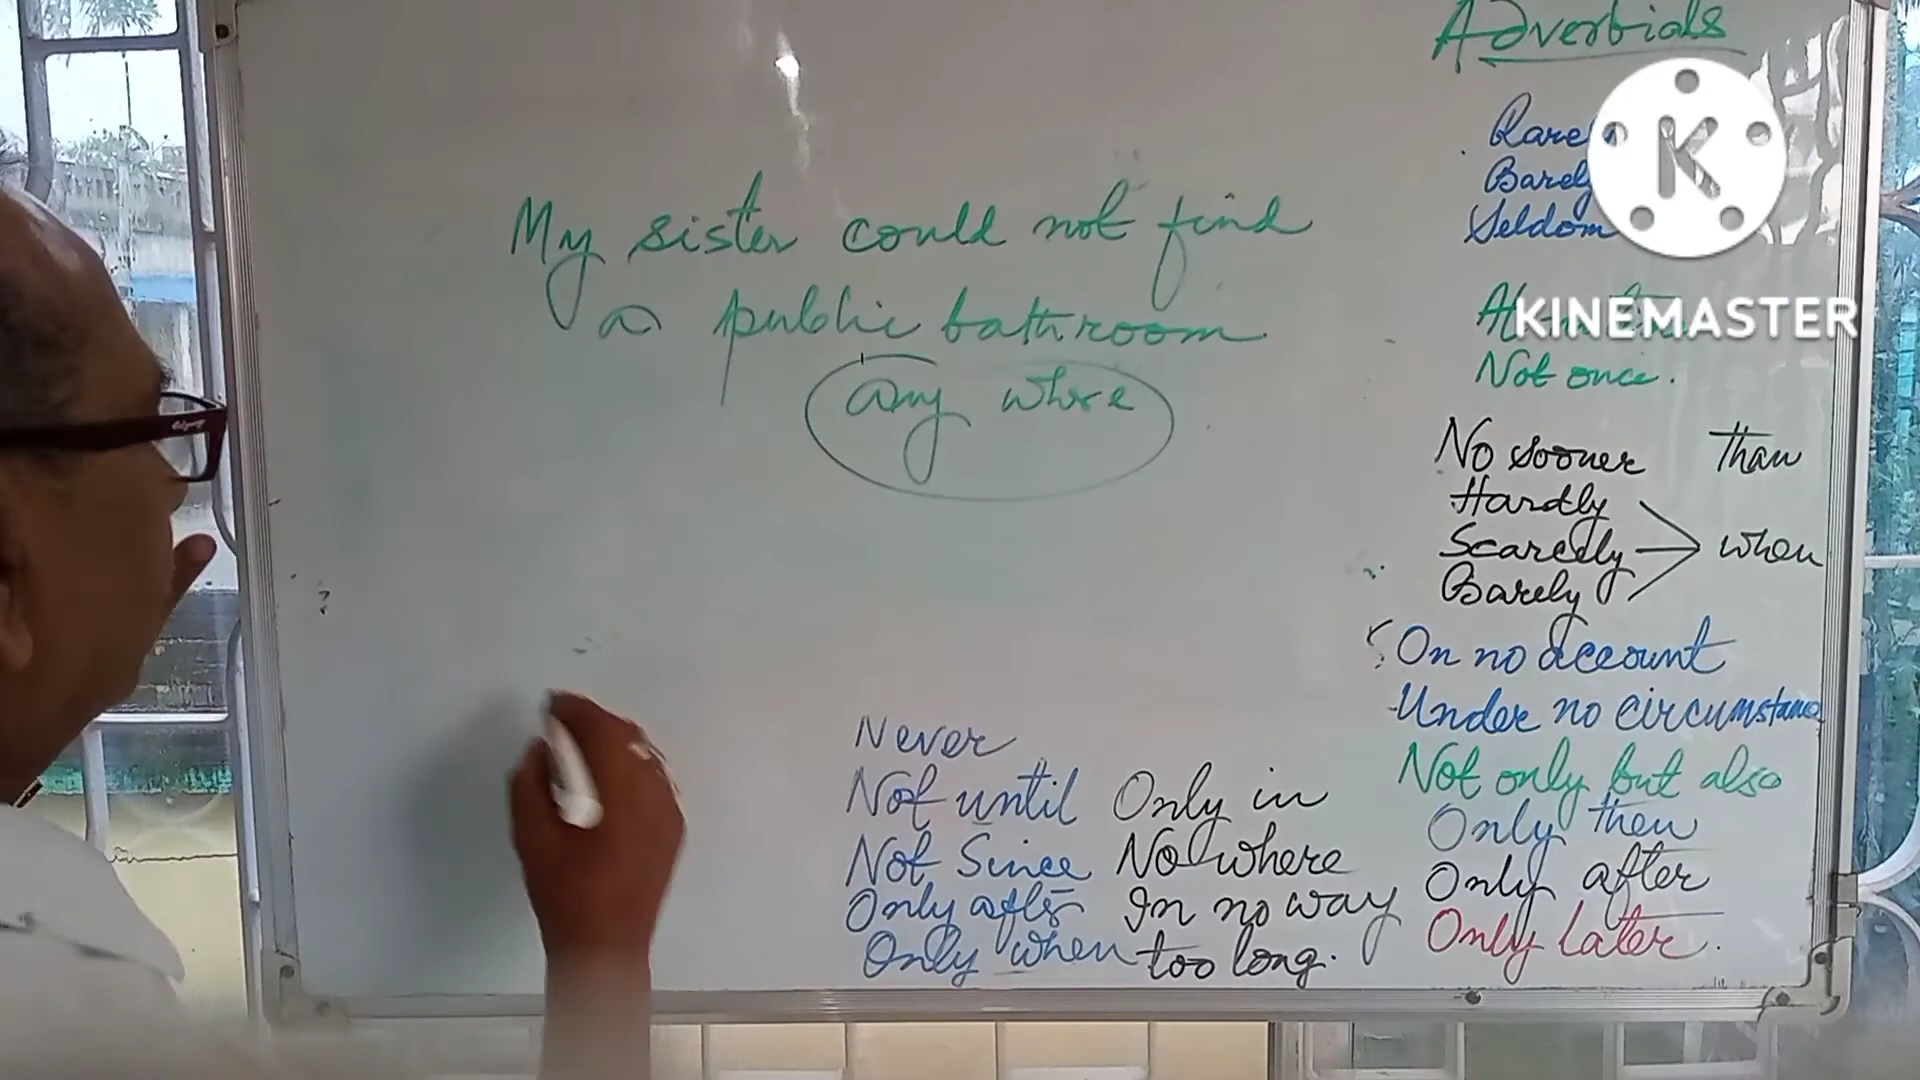 Adverbials
Barely
Seldom
KINEMASTER
Not once.
My sister could not find
a public bathroom
any where
No sooner than
Hardly
Scarcely when
Barely
On no account
Under no circumstance
Not only but also
Only then
Only after
Only later.
Never
Not until Only in
Not Since No where
Only after In no way
Only when too long.